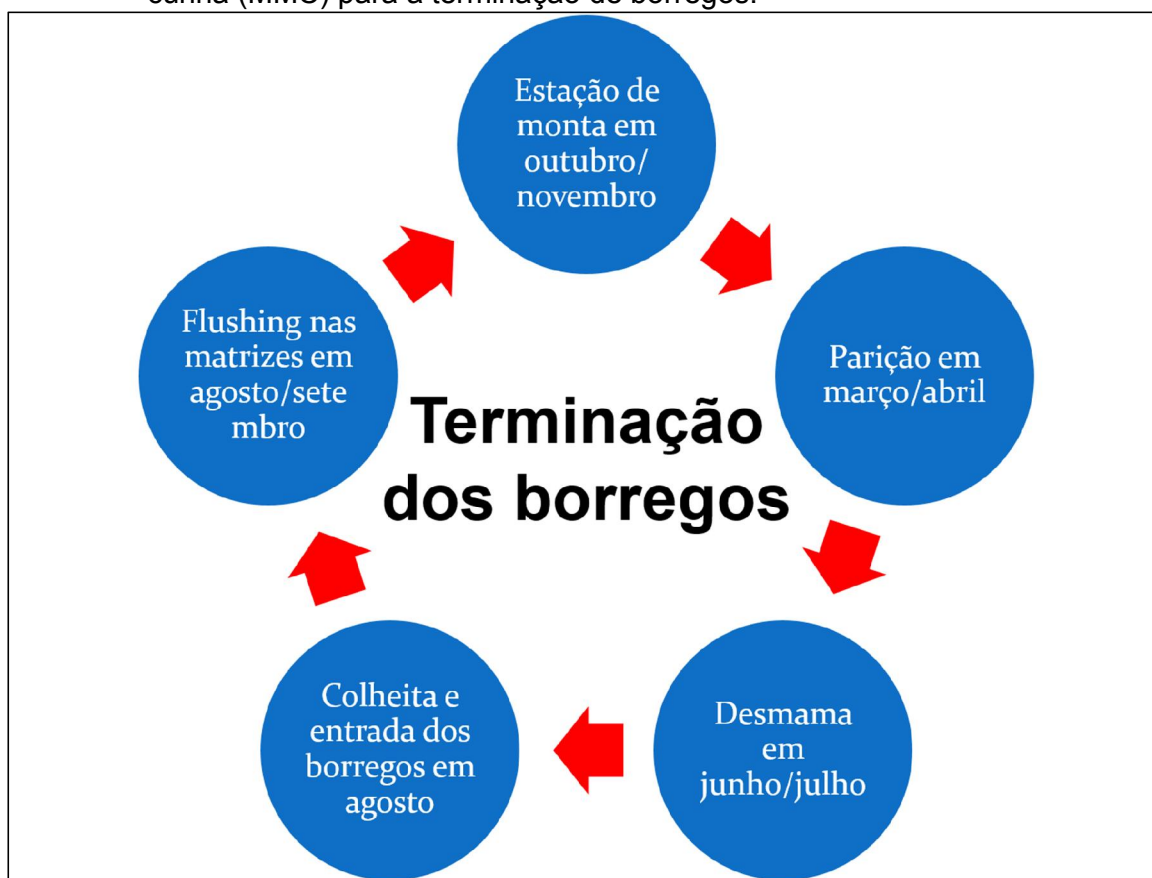 Cunha (MMC) para a terminação de borregos.
Estação de
monta em
outubro/
novembro
Parição em
março/abril
Desmama
em
junho/julho
Colheita e
entrada dos
borregos em
agosto
Flushing nas
matrizes em
agosto/sete
mbro
Terminação
dos borregos